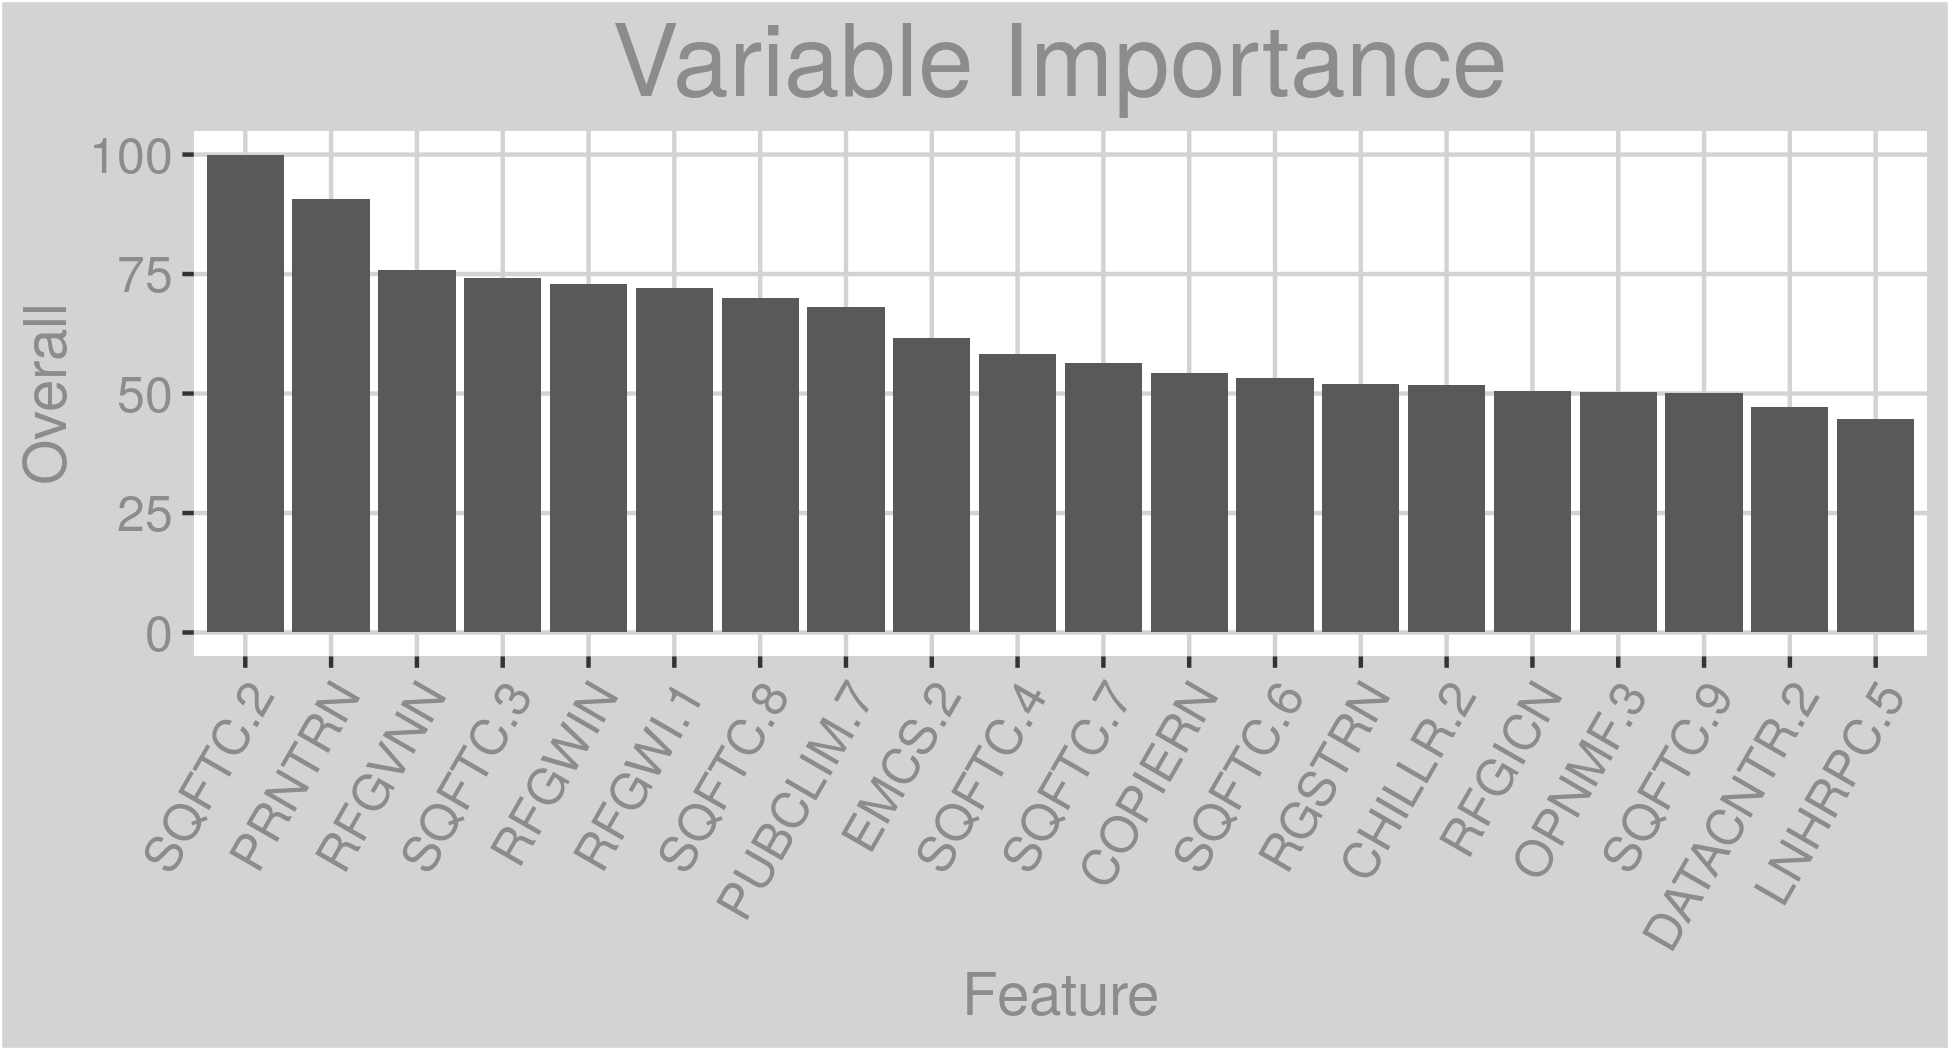 Variable Importance
100
75
50
25
0
Overall
SQFTC.2
PRNTRN
RFGVNN
SQFTC.3
RFGWIN
RFGWI.1
SQFTC.8
PUBCLIM.7
EMCS.2
SQFTC.4
SQFTC.7
COPIERN
SQFTC.6
RGSTRN
CHILLR.2
RFGICN
OPNMF.3
SQFTC.9
DATACNTR.2
LNHRPC.5
Feature